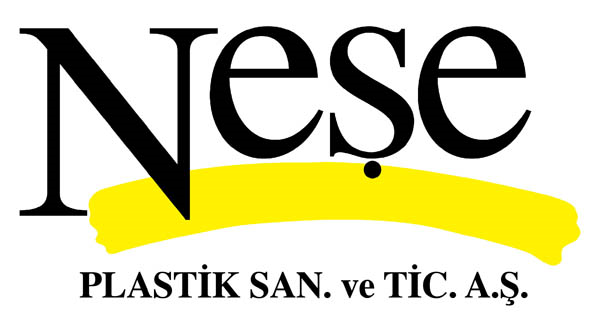 Neşe
PLASTİK SAN. ve TİC. A.Ş.